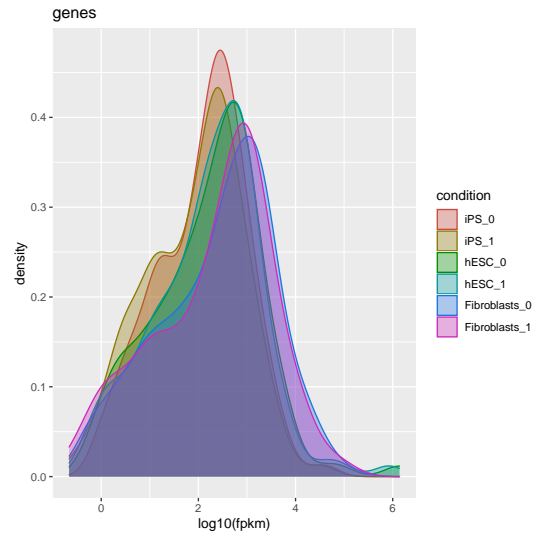 genes
density
0.4
0.3
0.2
0.1
0.0
0 2 4 6
log10(fpkm)
condition
iPS_0
iPS_1
hESC_0
hESC_1
Fibroblasts_0
Fibroblasts_1